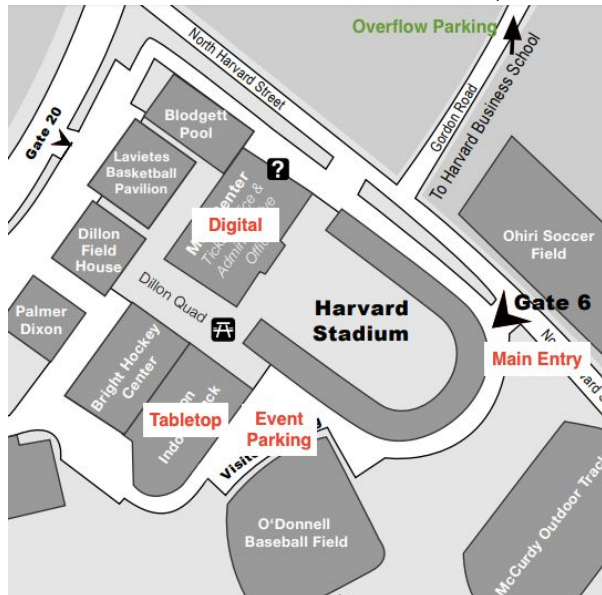 Overflow Parking
North Harvard Street
Gordon Road
To Harvard Business School
Gate 20
Blodgett
Pool
Lavietes
Basketball
Pavilion
?
Digital
Dillon
Field
House
Ohiri Soccer
Field
Dillon Quad
Harvard
Stadium
Gate 6
Palmer
Dixon
Main Entry
Bright Hockey
Center
Tabletop
Event
Parking
O'Donnell
Baseball Field
McCurdy Outdoor Track